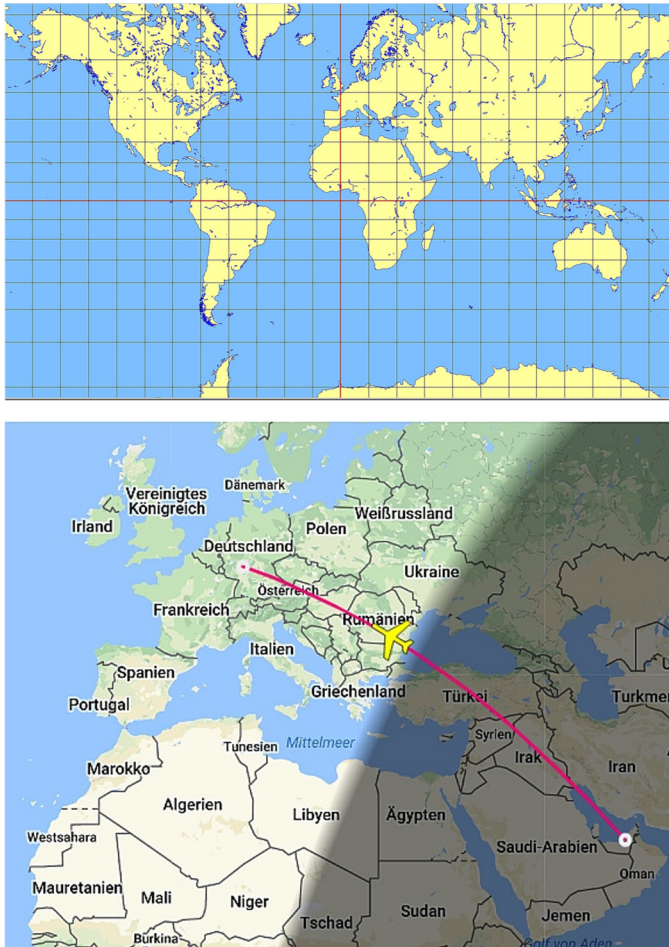 Dänemark
Vereinigtes
Königreich
Irland
Weißrussland
Polen
Deutschland
Ukraine
Österreich
Frankreich
Rumänien
Italien
Spanien
Griechenland
Türkei
Turkmen
Portugal
Syrien
Tunesien
Mittelmeer
Irak
Iran
Marokko
Algerien
Libyen
Ägypten
Saudi-Arabien
Westsahara
Oman
Mauretanien
Mali
Niger
Tschad
Sudan
Jemen
Burkina
Golf von Aden